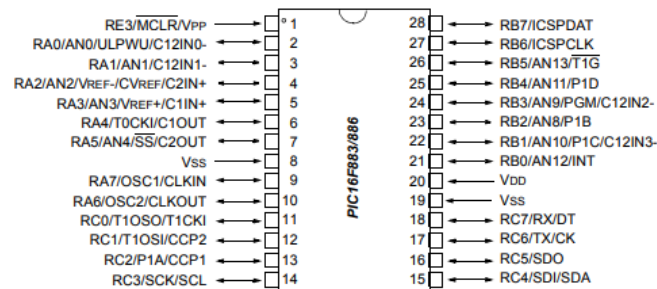 RE3/MCLR/VPP 1 28 RB7/ICSPDAT
RA0/AN0/ULPWU/C12IN0- 2 27 RB6/ICSPCLK
RA1/AN1/C12IN1- 3 26 RB5/AN13/T1G
RA2/AN2/VREF-/CVREF/C2IN+ 4 25 RB4/AN11/P1D
RA3/AN3/VREF+/C1IN+ 5 24 RB3/AN9/PGM/C12IN2-
RA4/T0CKI/C1OUT 6 23 RB2/AN8/P1B
RA5/AN4/SS/C2OUT 7 22 RB1/AN10/P1C/C12IN3-
VSS 8 21 RB0/AN12/INT
RA7/OSC1/CLKIN 9 20 VDD
RA6/OSC2/CLKOUT 10 19 VSS
RC0/T1OSO/T1CKI 11 18 RC7/RX/DT
RC1/T1OSI/CCP2 12 17 RC6/TX/CK
RC2/P1A/CCP1 13 16 RC5/SDO
RC3/SCK/SCL 14 15 RC4/SDI/SDA
PIC16F883/886